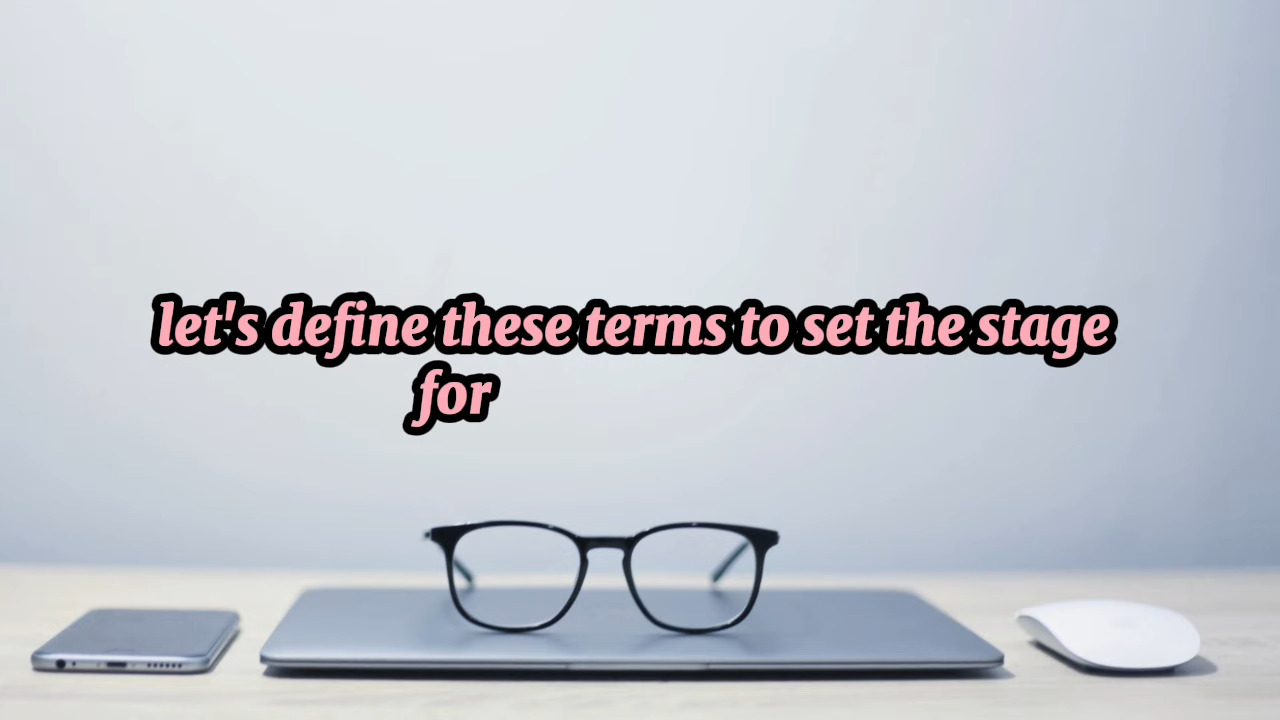 let's define these terms to set the stage
for